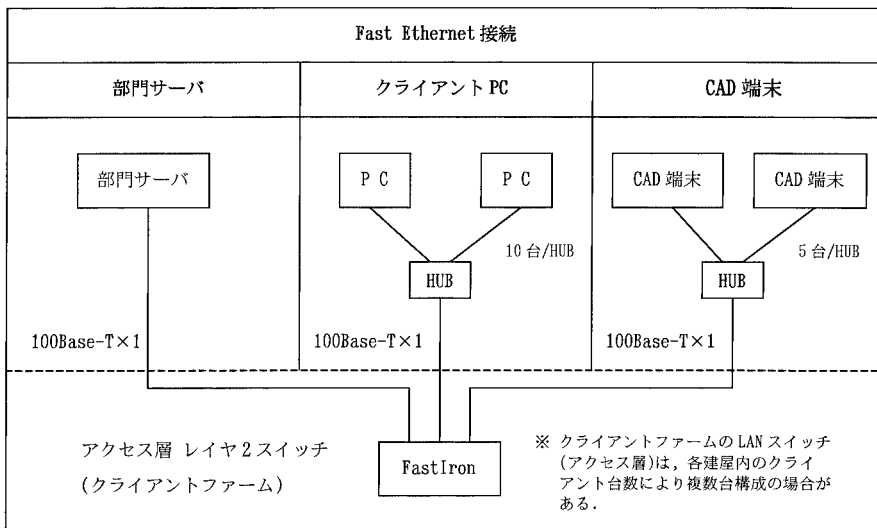 Fast Ethernet 接続
部門サーバ
クライアント PC
CAD 端末
部門サーバ
P C
P C
CAD 端末
CAD 端末
10 台/HUB
5 台/HUB
HUB
HUB
100Base-T×1
100Base-T×1
100Base-T×1
アクセス層 レイヤ2スイッチ
(クライアントファーム)
FastIron
※ クライアントファームの LAN スイッチ
(アクセス層)は，各建屋内のクライ
アント台数により複数台構成の場合が
ある．